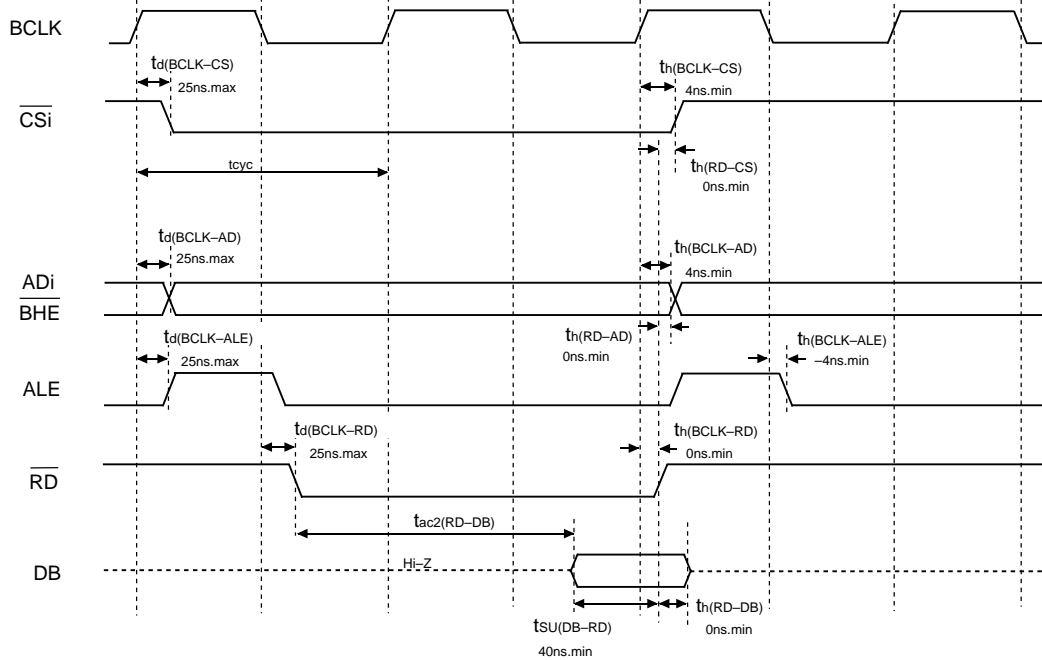 BCLK
td(BCLK–CS)
25ns.max
th(BCLK–CS)
4ns.min
CSi
tcyc
th(RD–CS)
0ns.min
td(BCLK–AD)
25ns.max
th(BCLK–AD)
4ns.min
ADi
BHE
th(RD–AD)
0ns.min
td(BCLK–ALE)
25ns.max
th(BCLK–ALE)
–4ns.min
ALE
td(BCLK–RD)
25ns.max
th(BCLK–RD)
0ns.min
RD
tac2(RD–DB)
Hi–Z
DB
tSU(DB–RD)
40ns.min
th(RD–DB)
0ns.min